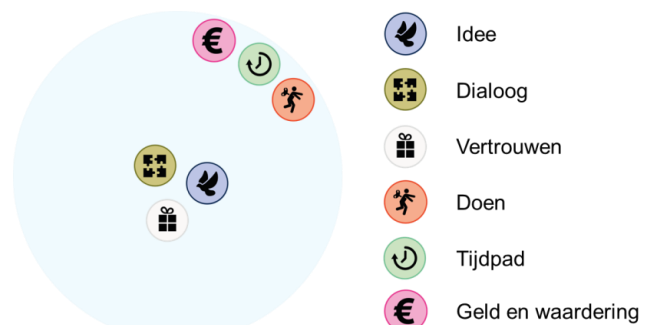 €
Idee
Dialoog
Vertrouwen
Doen
Tijdpad
€ Geld en waardering